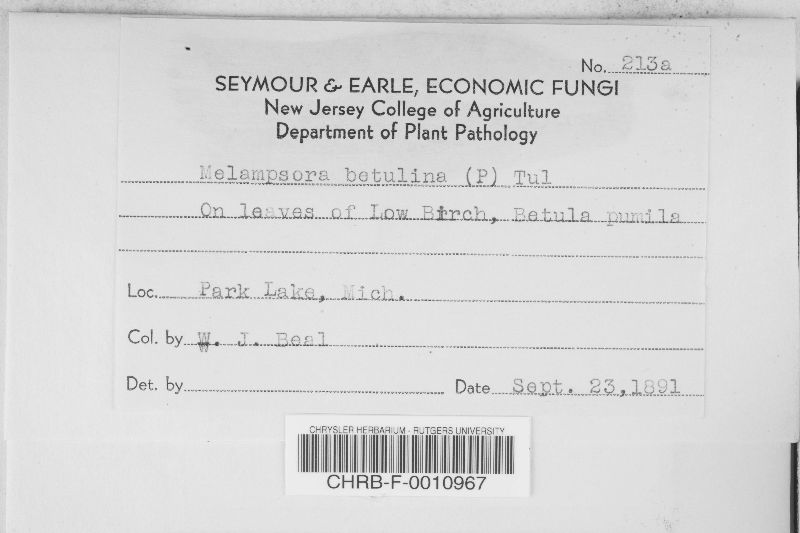 No. 213a
SEYMOUR & EARLE, ECONOMIC FUNGI
New Jersey College of Agriculture
Department of Plant Pathology
Melampsora betulina (P) Tul
On leaves of Low Birch, Betula pumila
Loc. Park Lake, Mich.
Col. by W. J. Beal
Det. by
Date Sept. 23,1891
CHRYSLER HERBARIUM - RUTGERS UNIVERSITY
CHRB-F-0010967